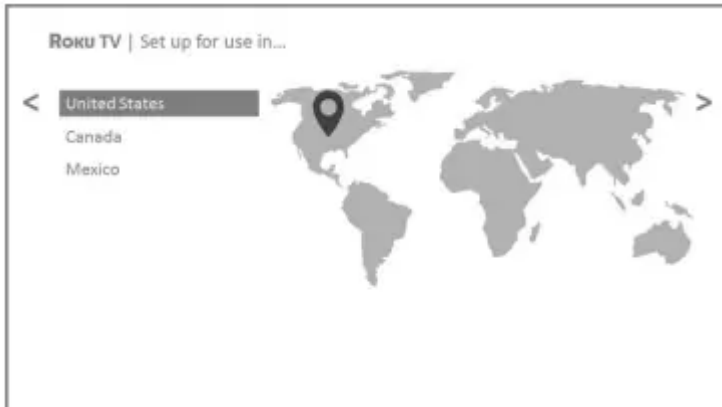 ROKU TV | Set up for use in...
< United States >
Canada
Mexico